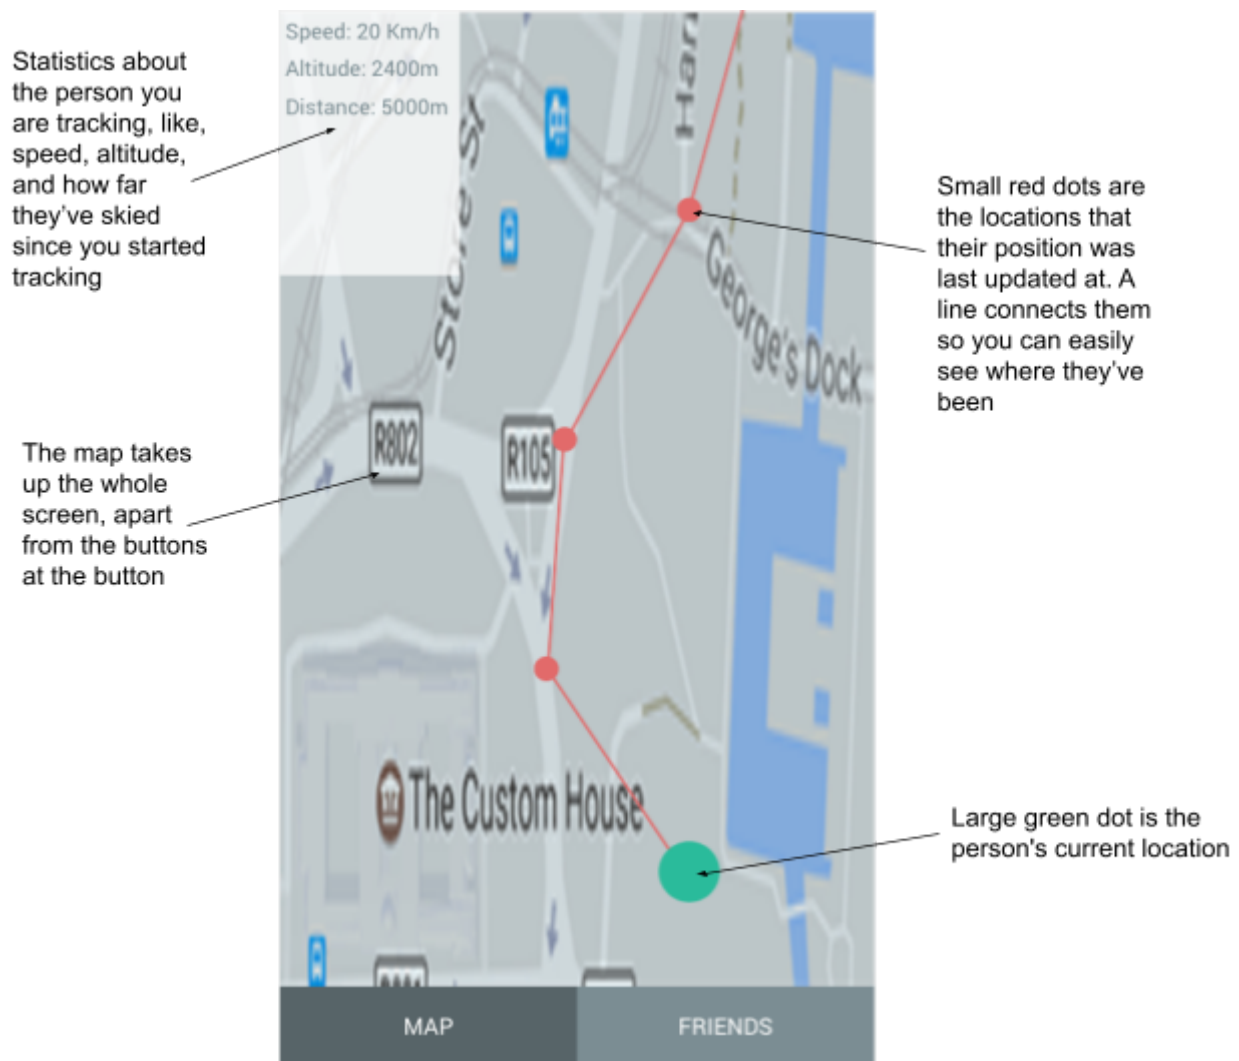 Statistics about
the person you
are tracking, like,
speed, altitude,
and how far
they've skied
since you started
tracking
The map takes
up the whole
screen, apart
from the buttons
at the button
Speed: 20 Km/h
Altitude: 2400m
Distance: 5000m
Store St
Har
George's Dock
R802
R105
The Custom House
MAP
FRIENDS
Small red dots are
the locations that
their position was
last updated at. A
line connects them
so you can easily
see where they've
been
Large green dot is the
person's current location